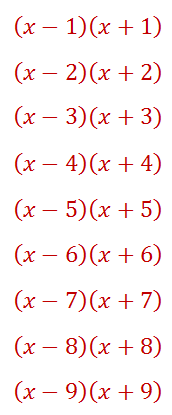 (x − 1)(x + 1)
(x − 2)(x + 2)
(x − 3)(x + 3)
(x − 4)(x + 4)
(x − 5)(x + 5)
(x − 6)(x + 6)
(x − 7)(x + 7)
(x − 8)(x + 8)
(x − 9)(x + 9)